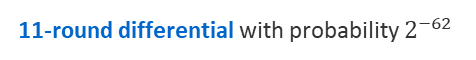 11-round differential with probability 2⁻⁶²